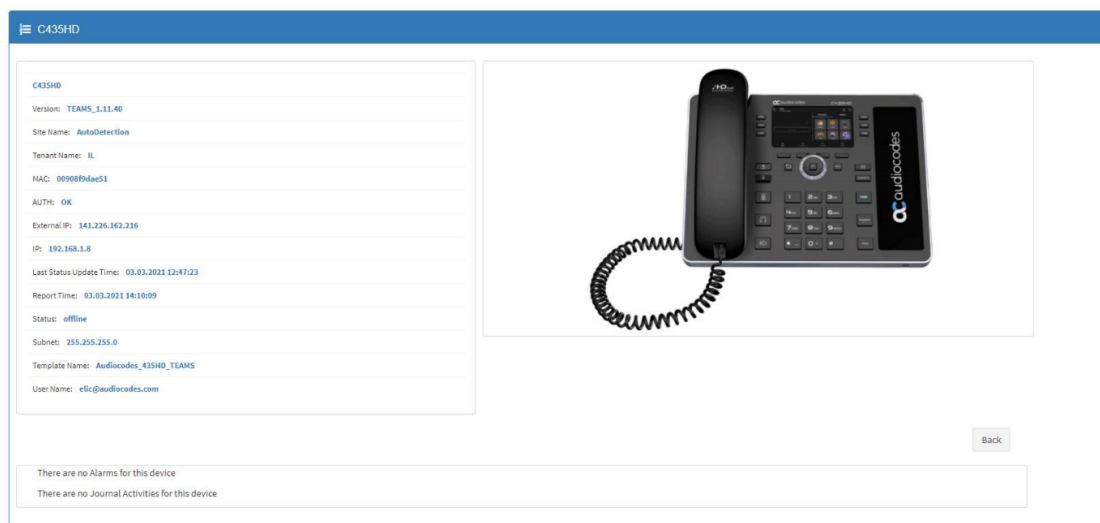 C435HD
C435HD
Version: TEAMS_1.11.40
Site Name: AutoDetection
Tenant Name: IL
MAC: 00908f9dae51
AUTH: OK
External IP: 141.226.162.216
IP: 192.168.1.8
Last Status Update Time: 03.03.2021 12:47:23
Report Time: 03.03.2021 14:10:09
Status: offline
Subnet: 255.255.255.0
Template Name: Audiocodes_435HD_TEAMS
User Name: elic@audiocodes.com
audiocodes
Back
There are no Alarms for this device
There are no Journal Activities for this device